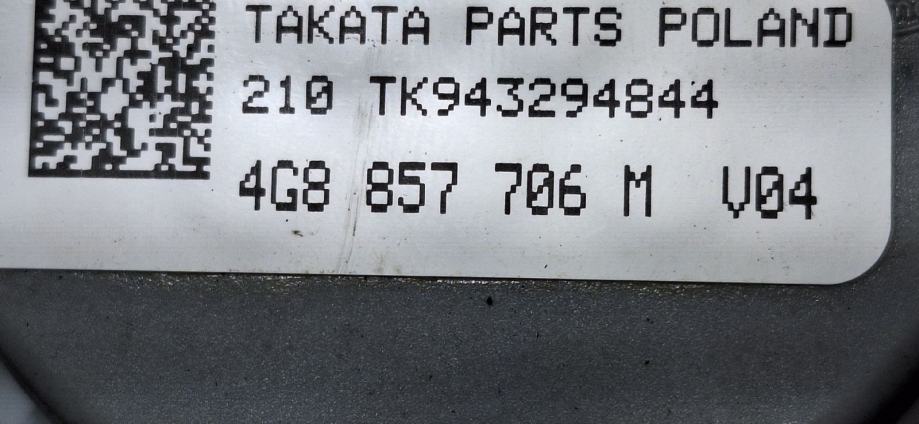 TAKATA PARTS POLAND
210 TK943294844
4G8 857 706 M V04